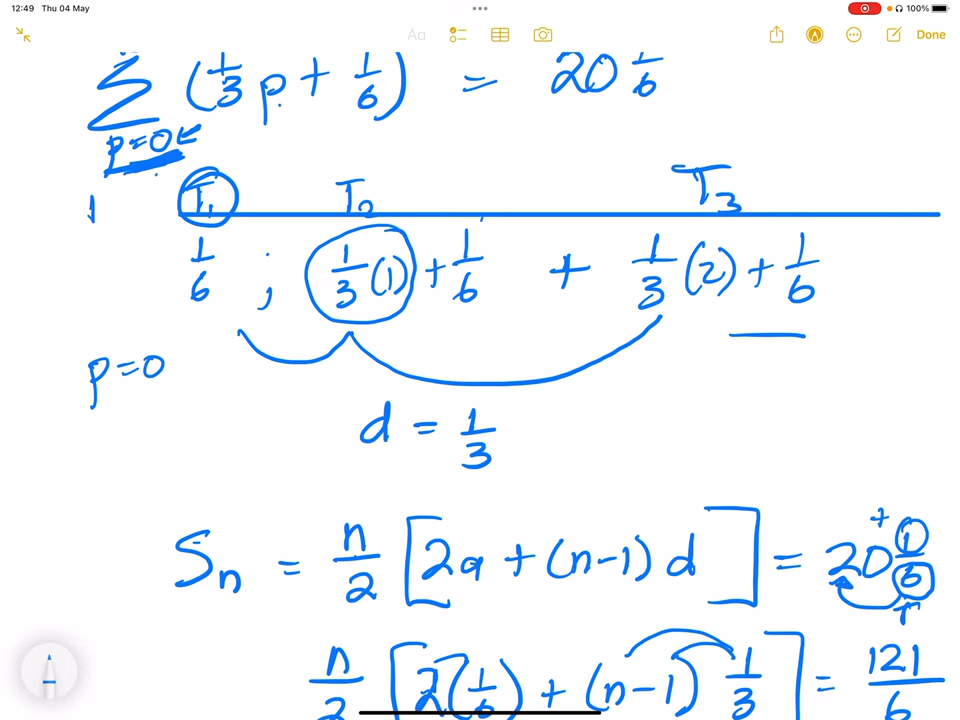 12:49 Thu 04 May 100%
Aa Done
∑ (1/3 p + 1/6) = 20 1/6
p=0
1 T₁ T₂ T₃
1/6 ; 1/3 (1) + 1/6 + 1/3 (2) + 1/6
p=0
d = 1/3
Sn = n/2 [2a + (n-1) d] = 20 1/6
n/2 [2(1/6) + (n-1) 1/3] = 121/6